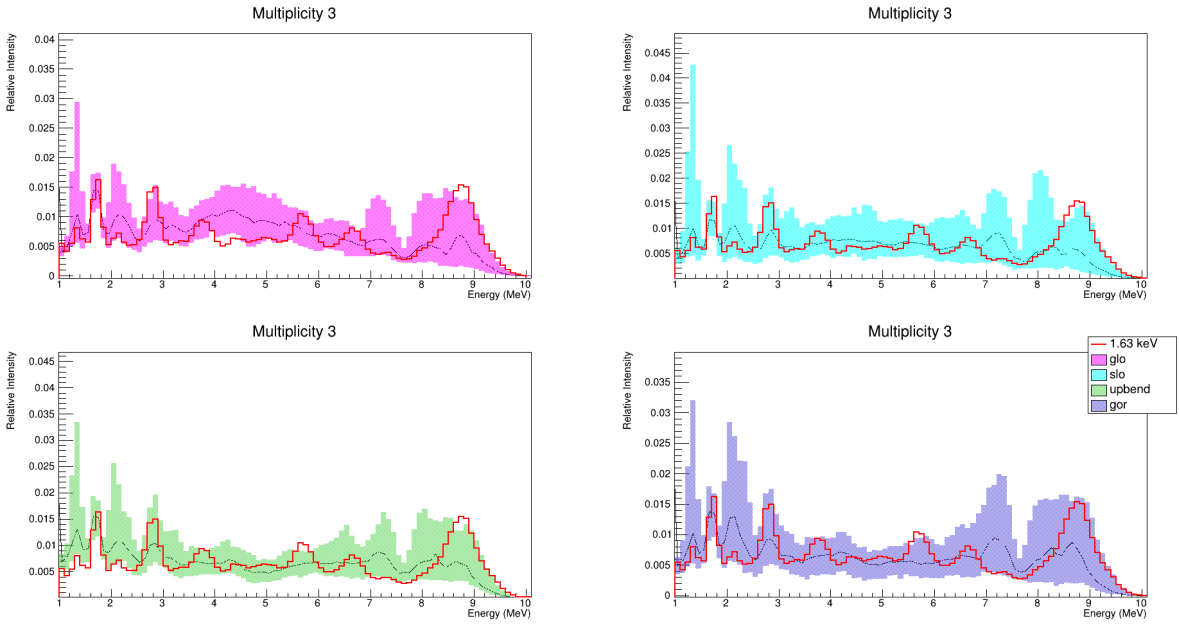 Multiplicity 3
Relative Intensity
0.04
0.035
0.03
0.025
0.02
0.015
0.01
0.005
0
1 2 3 4 5 6 7 8 9 10
Energy (MeV)
Multiplicity 3
Relative Intensity
0.045
0.04
0.035
0.03
0.025
0.02
0.015
0.01
0.005
1 2 3 4 5 6 7 8 9 10
Energy (MeV)
Multiplicity 3
Relative Intensity
0.045
0.04
0.035
0.03
0.025
0.02
0.015
0.01
0.005
1 2 3 4 5 6 7 8 9 10
Energy (MeV)
Multiplicity 3
Relative Intensity
0.035
0.03
0.025
0.02
0.015
0.01
0.005
0
1 2 3 4 5 6 7 8 9 10
Energy (MeV)
1.63 keV
glo
slo
upbend
gor